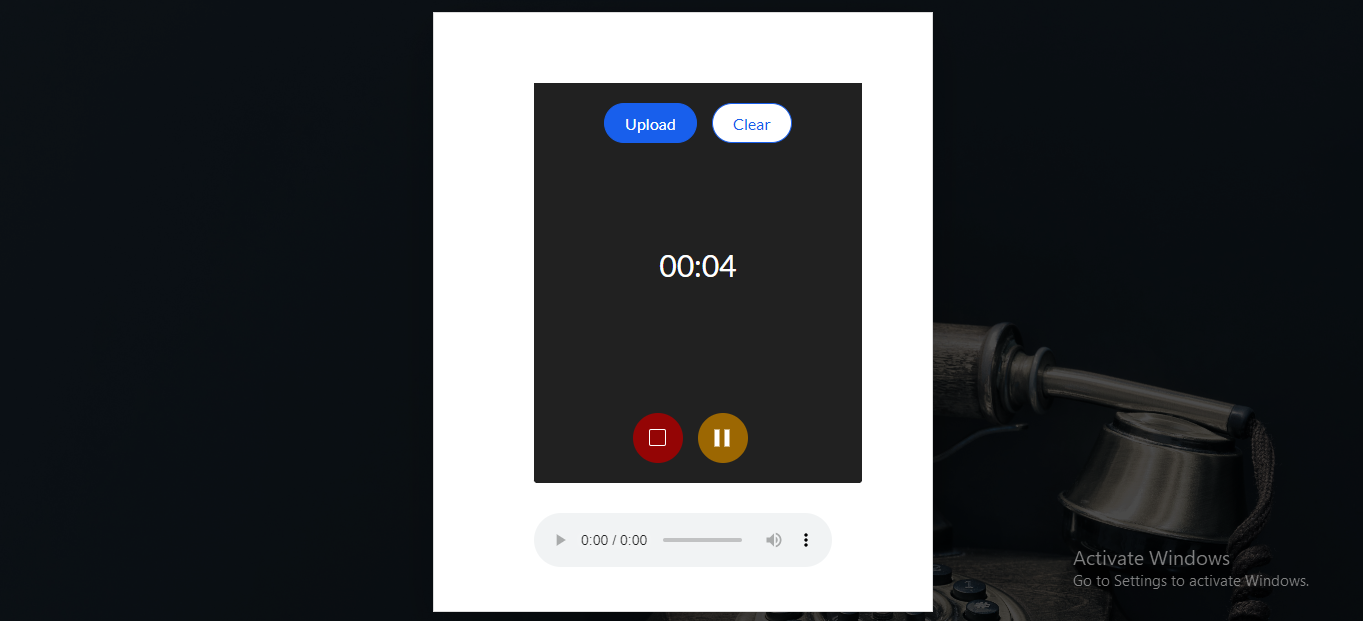 Upload
Clear
00:04
0:00 / 0:00
Activate Windows
Go to Settings to activate Windows.